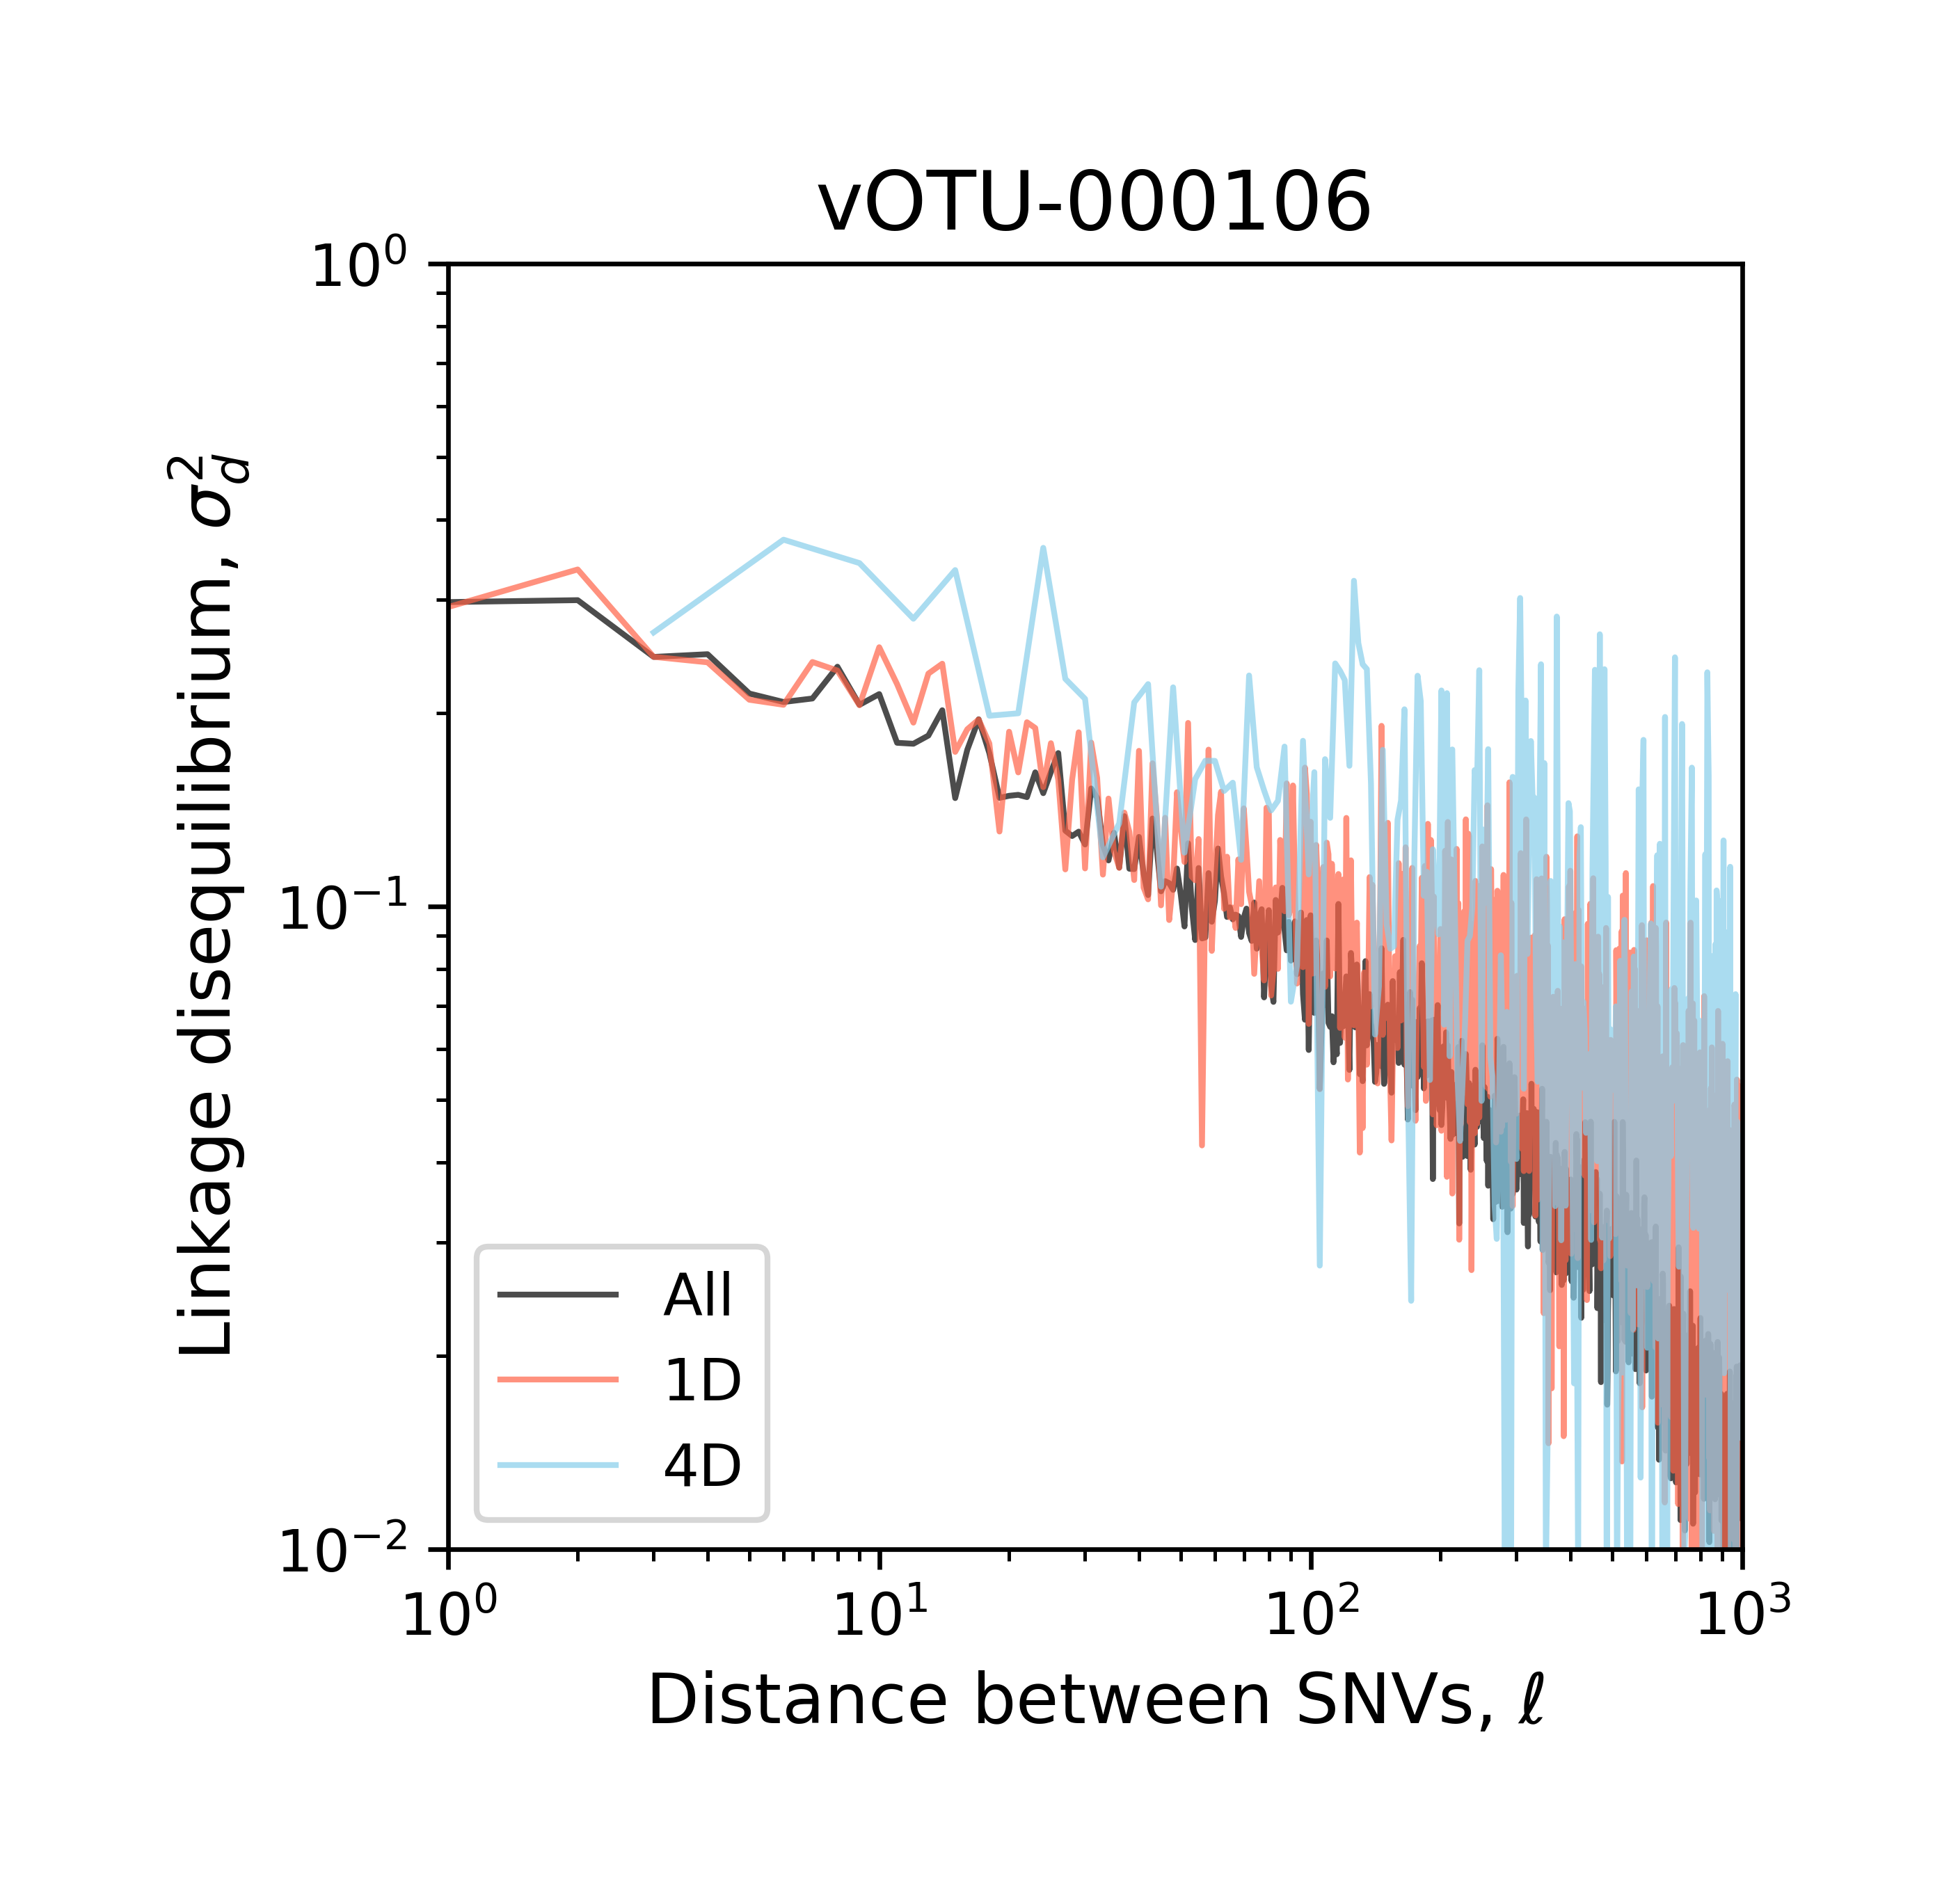 vOTU-000106
Linkage disequilibrium, σ_d^2
10^0
10^-1
10^-2
All
1D
4D
10^0 10^1 10^2 10^3
Distance between SNVs, ℓ